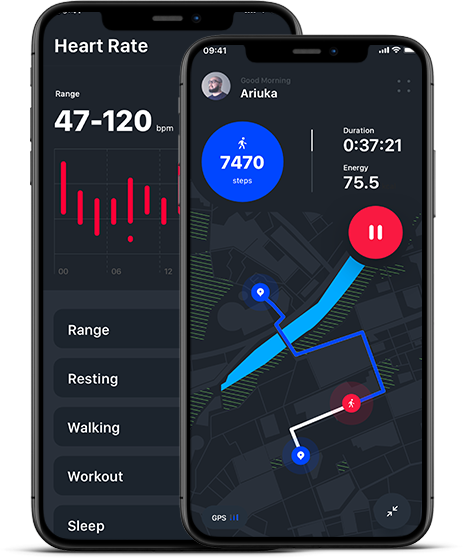 Heart Rate
Range
47-120 bpm
00 06 12
Range
Resting
Walking
Workout
Sleep
09:41
Good Morning
Ariuka
7470
steps
Duration
0:37:21
Energy
75.5
GPS